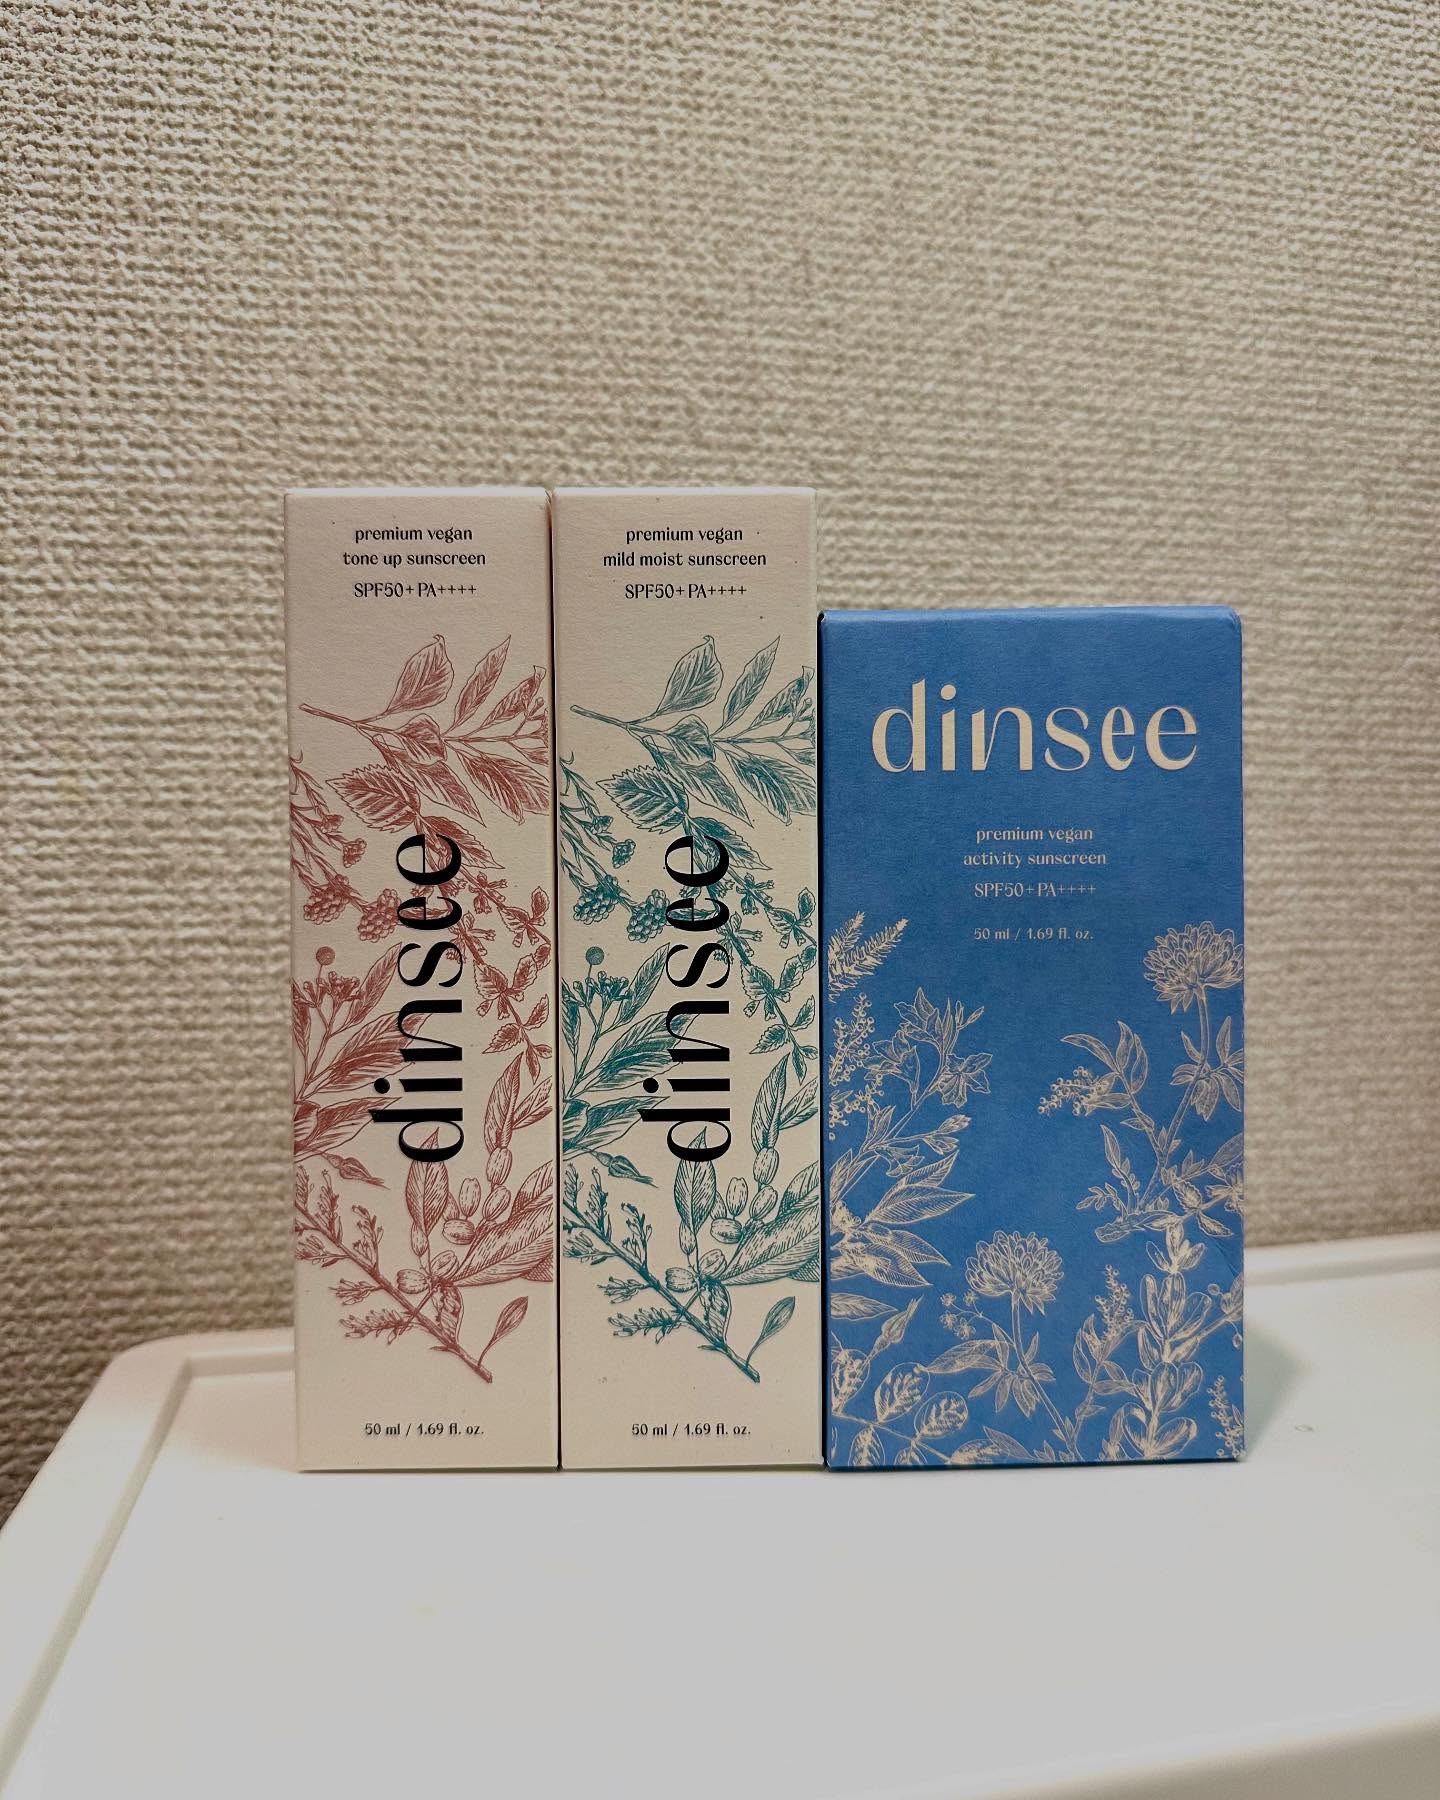 premium vegan
tone up sunscreen
SPF50+ PA++++
dinsee
50 ml / 1.69 fl. oz.
premium vegan
mild moist sunscreen
SPF50+ PA++++
dinsee
50 ml / 1.69 fl. oz.
dinsee
premium vegan
activity sunscreen
SPF50+ PA++++
50 ml / 1.69 fl. oz.